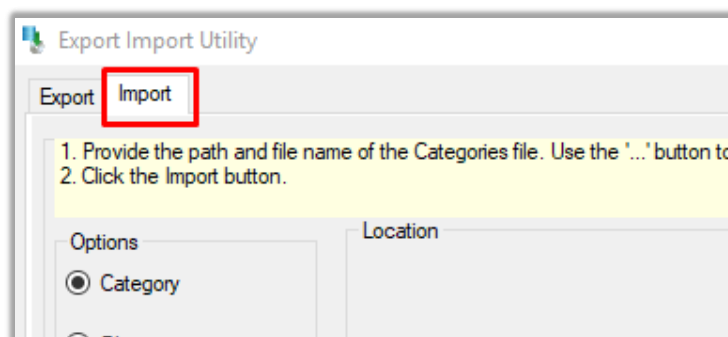 Export Import Utility
Export Import
1. Provide the path and file name of the Categories file. Use the '...' button
2. Click the Import button.
Options
Location
Category